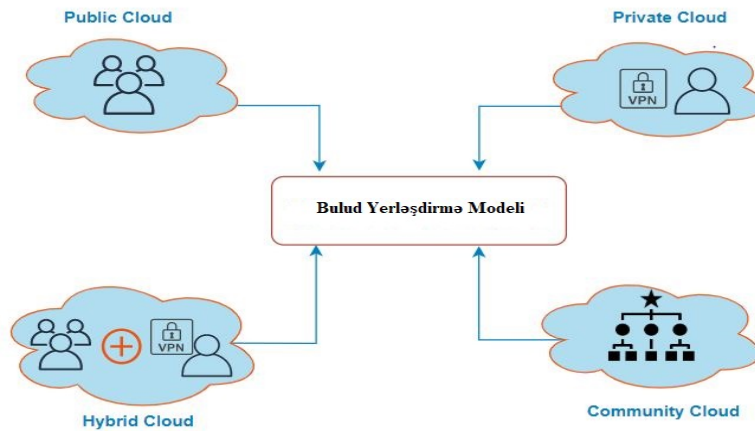 Public Cloud
Private Cloud
VPN
Bulud Yerləşdirmə Modeli
VPN
Hybrid Cloud
Community Cloud